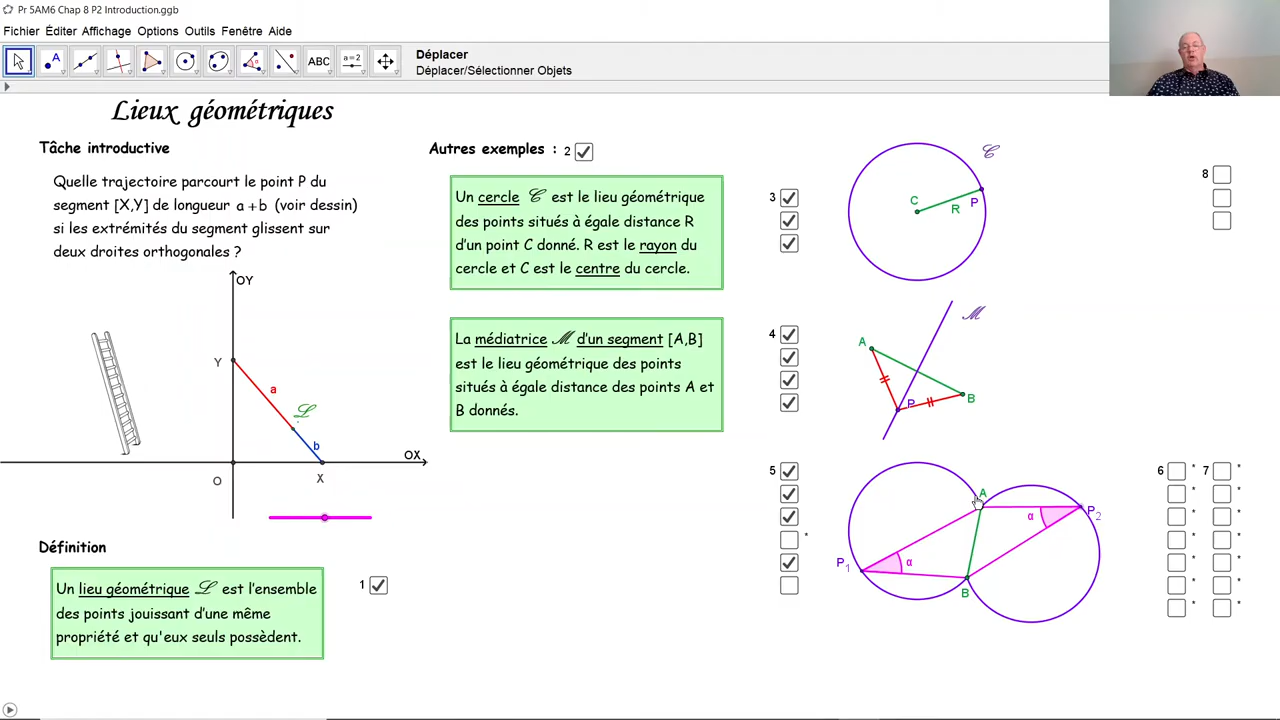 Pr 5AM6 Chap 8 P2 Introduction.ggb
Fichier Éditer Affichage Options Outils Fenêtre Aide
A
α
ABC
a=2
Déplacer
Déplacer/Sélectionner Objets
Lieux géométriques
Tâche introductive
Quelle trajectoire parcourt le point P du
segment [X,Y] de longueur a+b (voir dessin)
si les extrémités du segment glissent sur
deux droites orthogonales ?
OY
Y
a
ℒ
b
OX
O
X
Définition
Un lieu géométrique ℒ est l'ensemble
des points jouissant d'une même
propriété et qu'eux seuls possèdent.
1
Autres exemples : 2
Un cercle 𝒞 est le lieu géométrique
des points situés à égale distance R
d'un point C donné. R est le rayon du
cercle et C est le centre du cercle.
La médiatrice ℳ d'un segment [A,B]
est le lieu géométrique des points
situés à égale distance des points A et
B donnés.
3
𝒞
C
P
R
8
4
ℳ
A
P
B
5
*
A
P1
α
B
α
P2
6 * 7 *
* *
* *
* *
* *
* *
* *